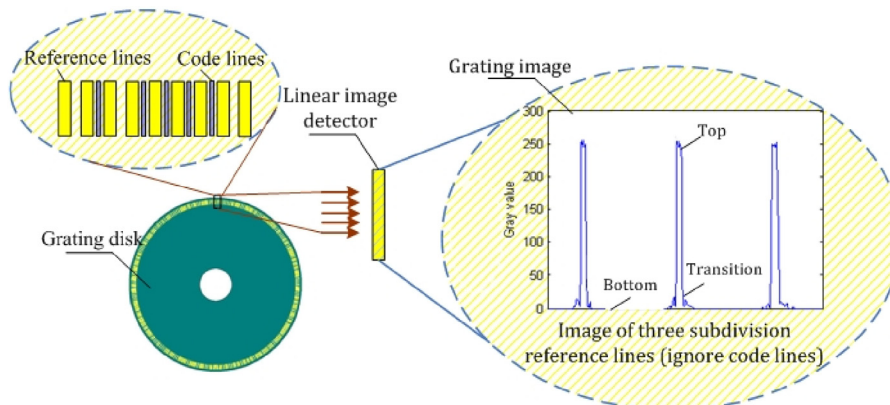 Reference lines
Code lines
Linear image
detector
Grating disk
Grating image
300
250
200
150
100
50
0
Gray value
Top
Transition
Bottom
Image of three subdivision
reference lines (ignore code lines)